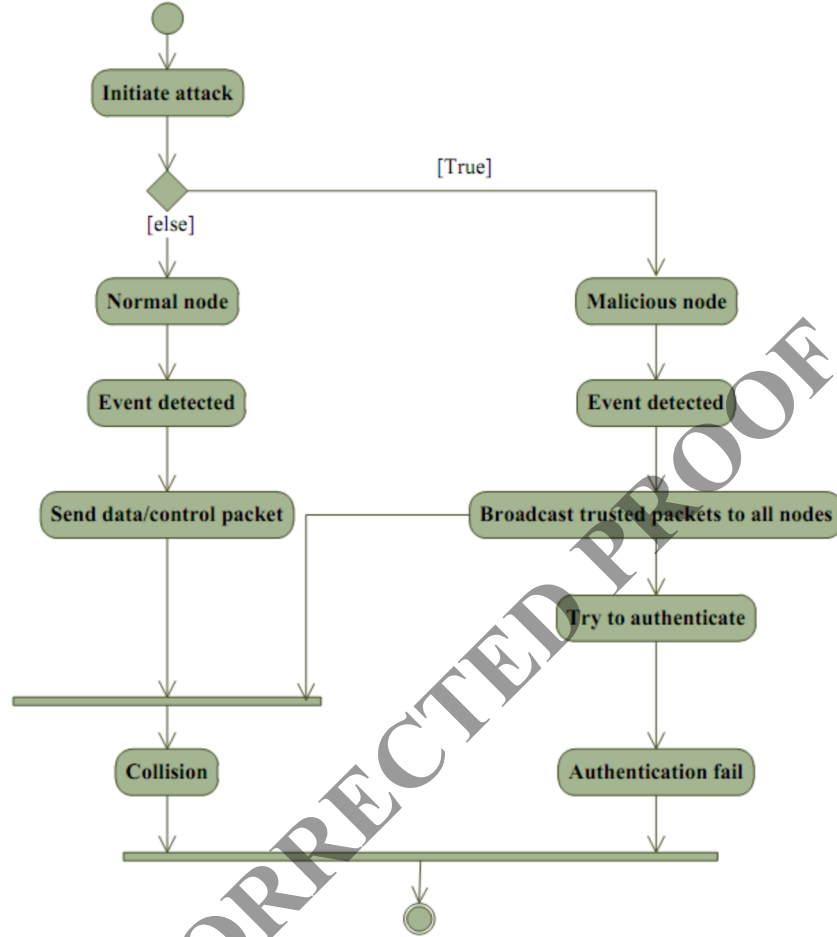 Initiate attack
[True]
[else]
Normal node
Malicious node
Event detected
Event detected
Send data/control packet
Broadcast trusted packets to all nodes
Try to authenticate
Collision
Authentication fail
ORRECTED PROOF